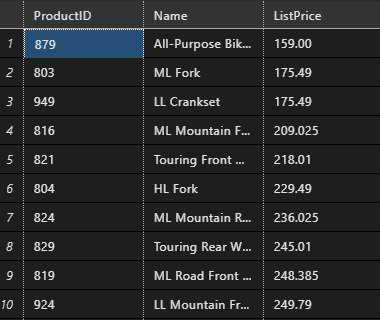 ProductID Name ListPrice
1 879 All-Purpose Bik... 159.00
2 803 ML Fork 175.49
3 949 LL Crankset 175.49
4 816 ML Mountain F... 209.025
5 821 Touring Front ... 218.01
6 804 HL Fork 229.49
7 824 ML Mountain R... 236.025
8 829 Touring Rear W... 245.01
9 819 ML Road Front ... 248.385
10 924 LL Mountain Fr... 249.79